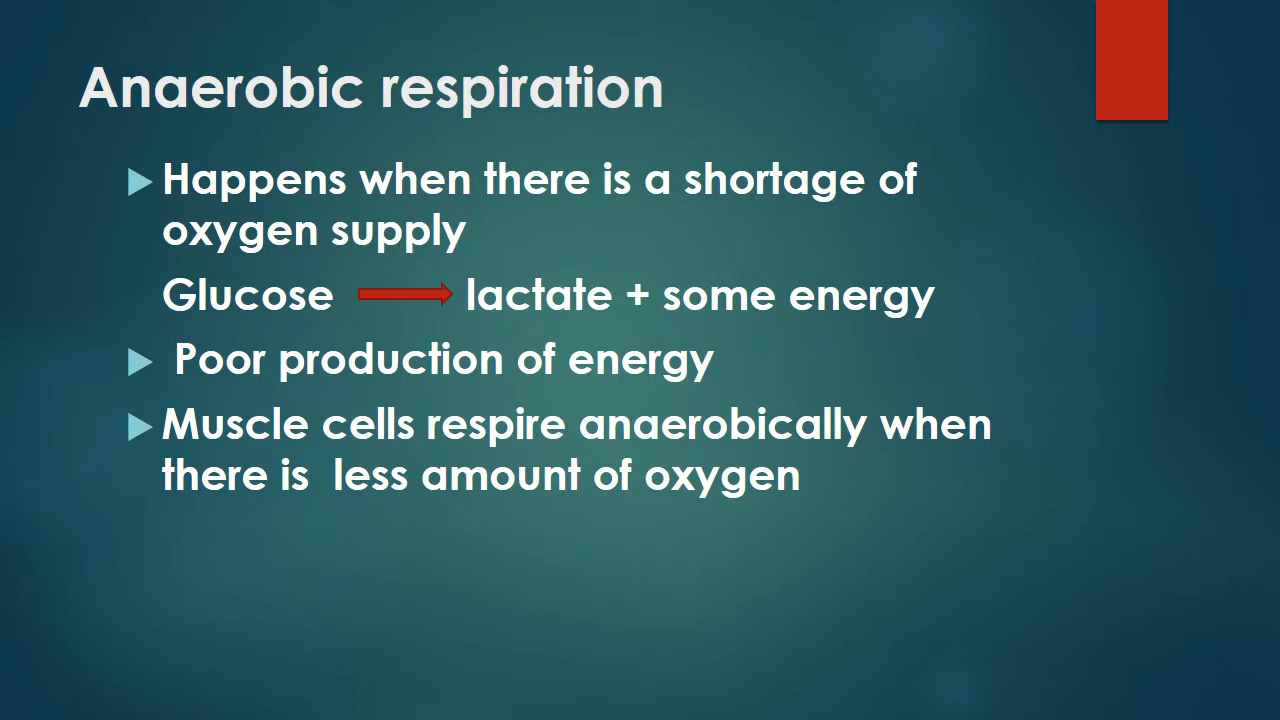 Anaerobic respiration
Happens when there is a shortage of
oxygen supply
Glucose lactate + some energy
Poor production of energy
Muscle cells respire anaerobically when
there is less amount of oxygen